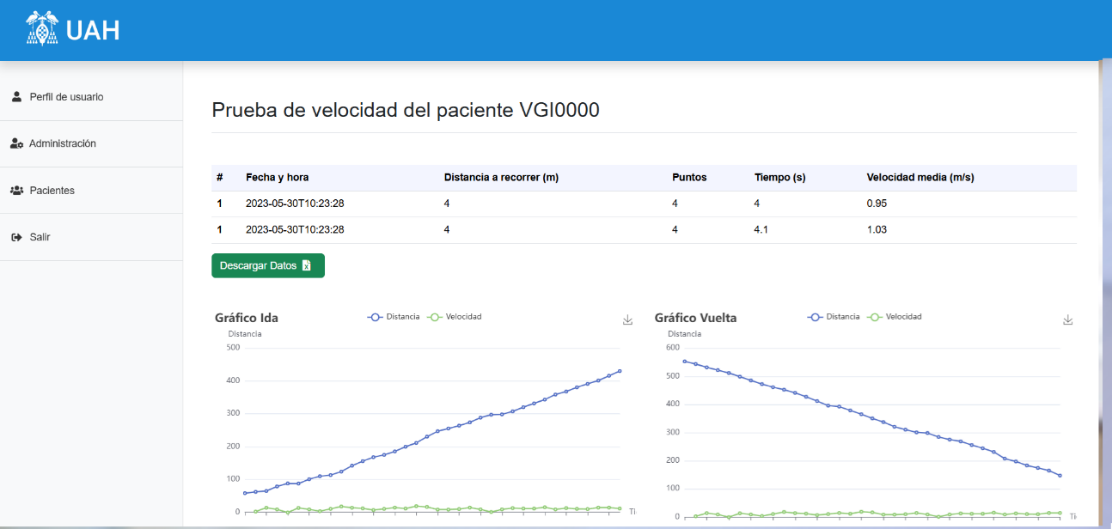 UAH
Perfil de usuario
Administración
Pacientes
Salir
Prueba de velocidad del paciente VGI0000
# Fecha y hora Distancia a recorrer (m) Puntos Tiempo (s) Velocidad media (m/s)
1 2023-05-30T10:23:28 4 4 4 0.95
1 2023-05-30T10:23:28 4 4 4.1 1.03
Descargar Datos
Gráfico Ida Distancia Velocidad
Distancia
500
400
300
200
100
0 Ti
Gráfico Vuelta Distancia Velocidad
Distancia
600
500
400
300
200
100
0 Ti